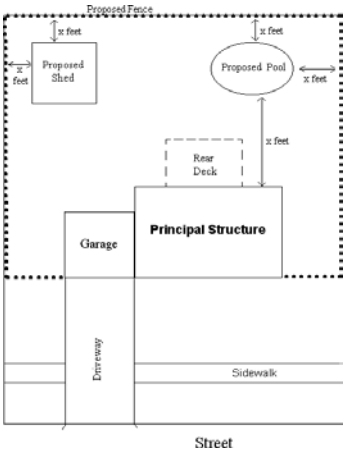 Proposed Fence
x feet
x feet
x
feet
Proposed
Shed
Proposed Pool
x feet
x feet
Rear
Deck
Garage
Principal Structure
Driveway
Sidewalk
Street